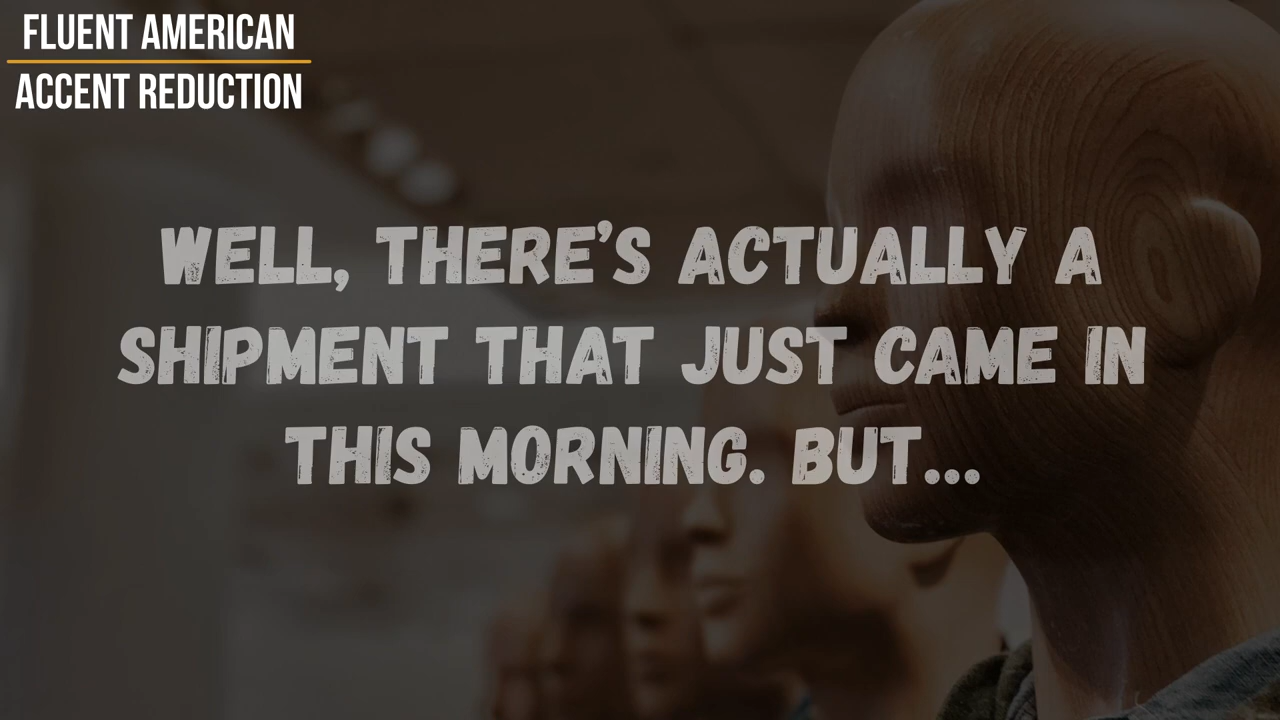 FLUENT AMERICAN
ACCENT REDUCTION
WELL, THERE’S ACTUALLY A
SHIPMENT THAT JUST CAME IN
THIS MORNING. BUT...